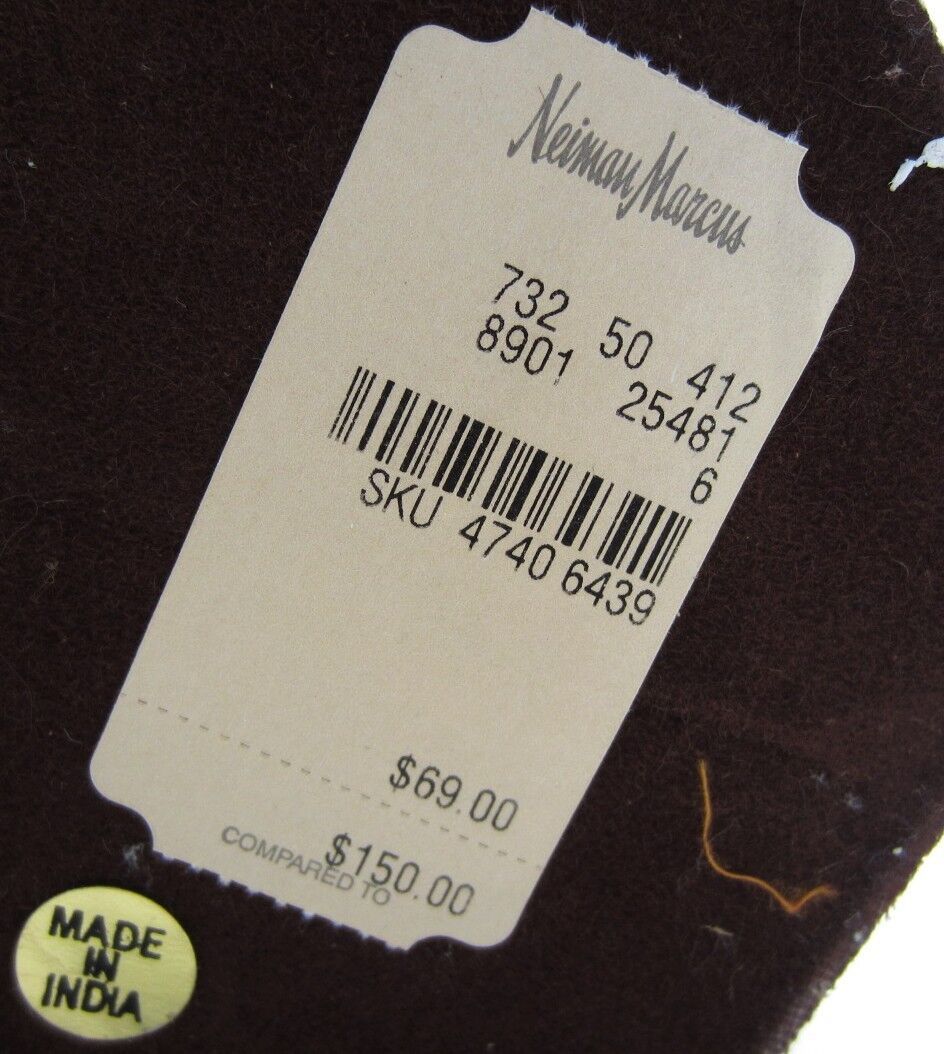 Neiman Marcus
732 50 412
8901 25481
6
SKU 4740 6439
$69.00
$150.00
COMPARED TO
MADE
IN
INDIA